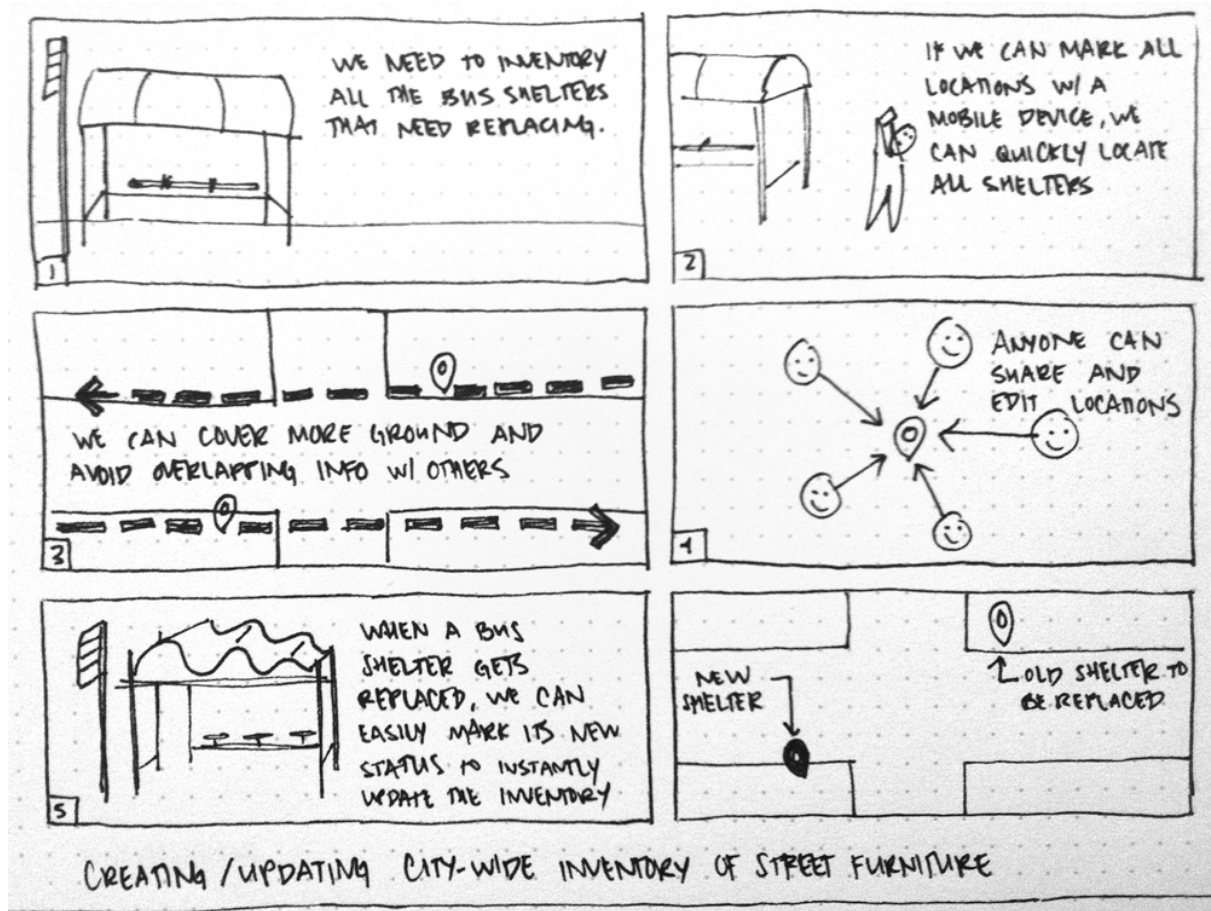 WE NEED TO INVENTORY
ALL THE BUS SHELTERS
THAT NEED REPLACING.
1
IF WE CAN MARK ALL
LOCATIONS W/ A
MOBILE DEVICE, WE
CAN QUICKLY LOCATE
ALL SHELTERS
2
WE CAN COVER MORE GROUND AND
AVOID OVERLAPPING INFO W/ OTHERS
3
ANYONE CAN
SHARE AND
EDIT LOCATIONS
4
WHEN A BUS
SHELTER GETS
REPLACED, WE CAN
EASILY MARK ITS NEW
STATUS TO INSTANTLY
UPDATE THE INVENTORY
5
NEW
SHELTER
OLD SHELTER TO
BE REPLACED
CREATING/UPDATING CITY-WIDE INVENTORY OF STREET FURNITURE